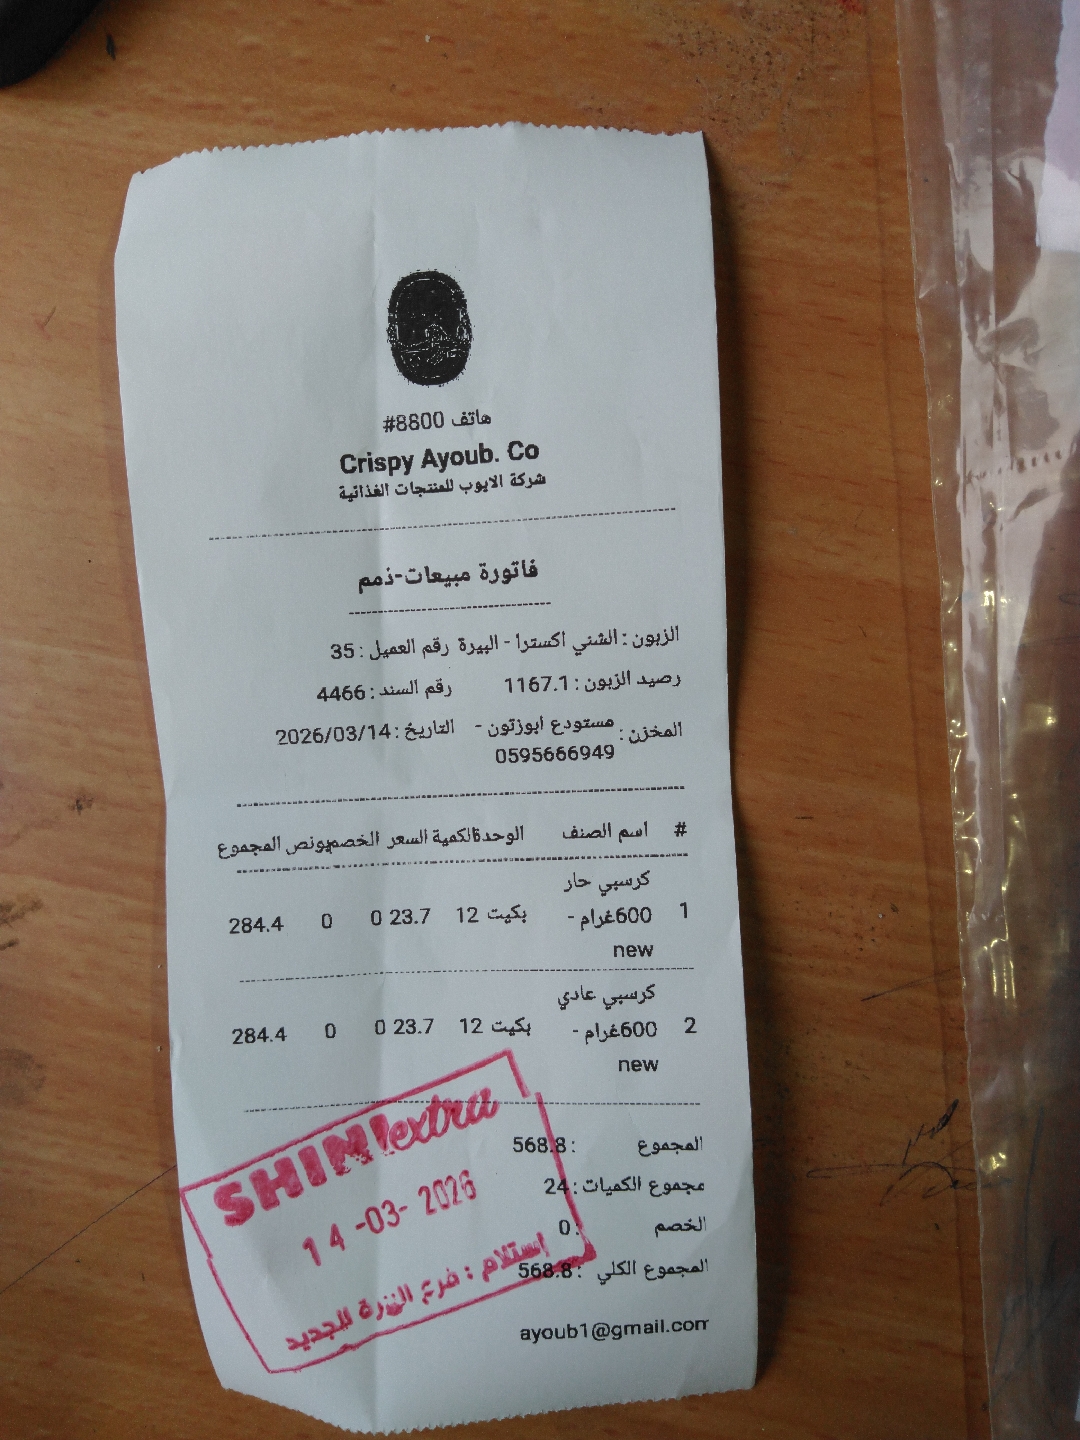 هاتف 8800#
Crispy Ayoub. Co
شركة الايوب للمنتجات الغذائية
فاتورة مبيعات-ذمم
الزبون : الشني اكسترا - البيرة رقم العميل : 35
رصيد الزبون : 1167.1 رقم السند : 4466
المخزن : مستودع ابوزتون - 0595666949 التاريخ : 2026/03/14
# اسم الصنف الوحدة الكمية السعر الخصم بونص المجموع
1 كرسبي حار 600غرام - new بكيت 12 23.7 0 0 284.4
2 كرسبي عادي 600غرام - new بكيت 12 23.7 0 0 284.4
المجموع : 568.8
مجموع الكميات : 24
الخصم : 0
المجموع الكلي : 568.8
ayoub1@gmail.com
SHINI extra
14-03-2026
إستلام : فرع